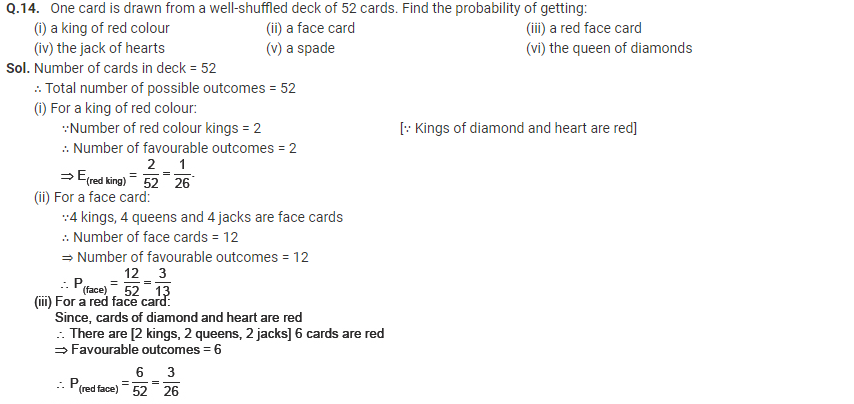 Q.14. One card is drawn from a well-shuffled deck of 52 cards. Find the probability of getting:
(i) a king of red colour (ii) a face card (iii) a red face card
(iv) the jack of hearts (v) a spade (vi) the queen of diamonds
Sol. Number of cards in deck = 52
∴ Total number of possible outcomes = 52
(i) For a king of red colour:
∵Number of red colour kings = 2 [∵ Kings of diamond and heart are red]
∴ Number of favourable outcomes = 2
⇒ E(red king) = 2/52 = 1/26.
(ii) For a face card:
∵4 kings, 4 queens and 4 jacks are face cards
∴ Number of face cards = 12
⇒ Number of favourable outcomes = 12
∴ P(face) = 12/52 = 3/13
(iii) For a red face card:
Since, cards of diamond and heart are red
∴ There are [2 kings, 2 queens, 2 jacks] 6 cards are red
⇒ Favourable outcomes = 6
∴ P(red face) = 6/52 = 3/26